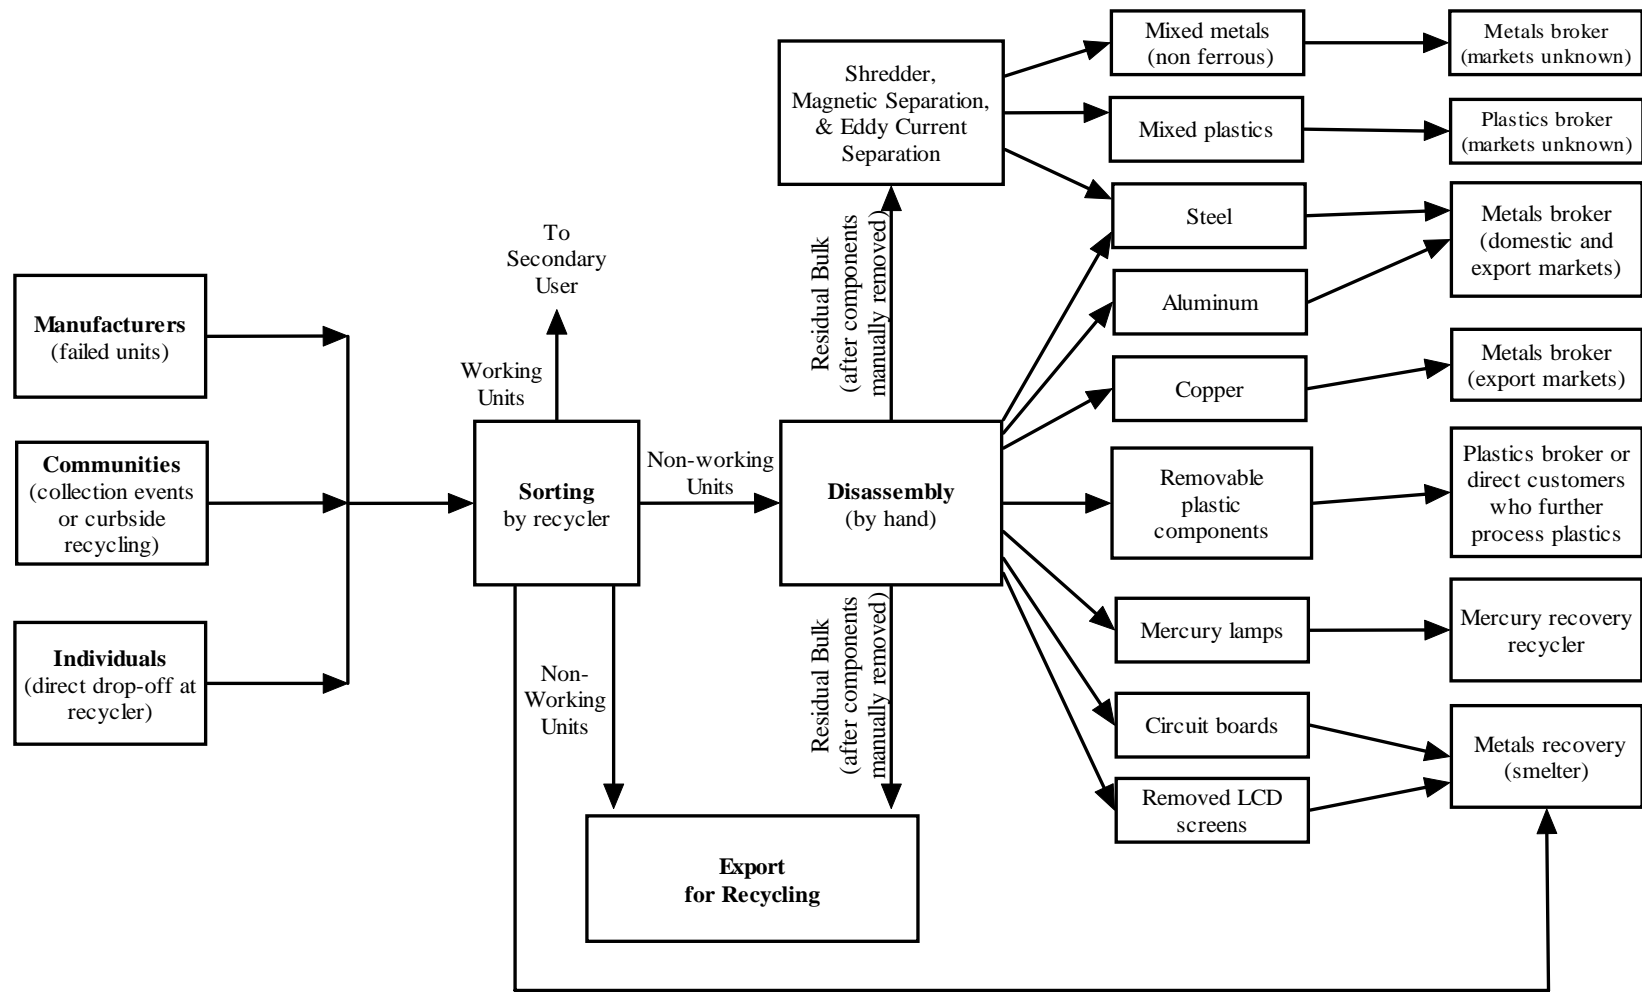 Manufacturers
(failed units)
Communities
(collection events
or curbside
recycling)
Individuals
(direct drop-off at
recycler)
To
Secondary
User
Working
Units
Sorting
by recycler
Non-working
Units
Non-
Working
Units
Disassembly
(by hand)
Residual Bulk
(after components
manually removed)
Residual Bulk
(after components
manually removed)
Export
for Recycling
Shredder,
Magnetic Separation,
& Eddy Current
Separation
Mixed metals
(non ferrous)
Mixed plastics
Steel
Aluminum
Copper
Removable
plastic
components
Mercury lamps
Circuit boards
Removed LCD
screens
Metals broker
(markets unknown)
Plastics broker
(markets unknown)
Metals broker
(domestic and
export markets)
Metals broker
(export markets)
Plastics broker or
direct customers
who further
process plastics
Mercury recovery
recycler
Metals recovery
(smelter)